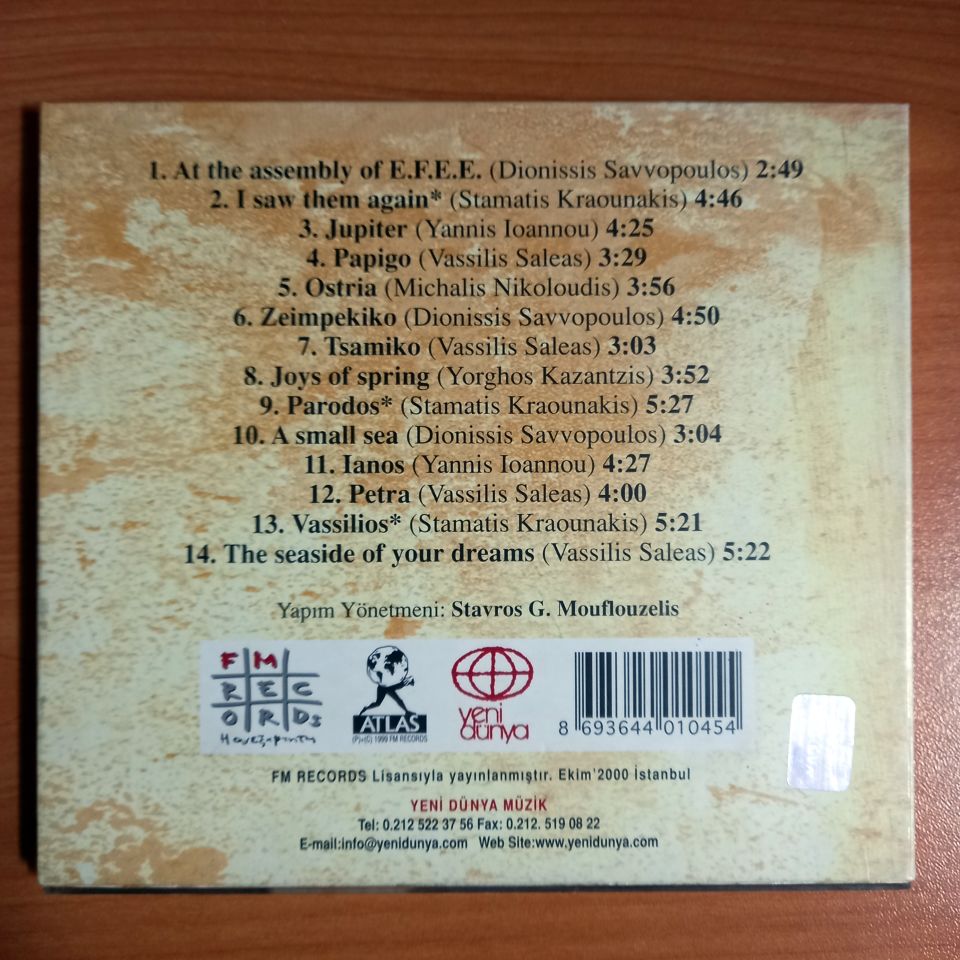 1. At the assembly of E.F.E.E. (Dionissis Savvopoulos) 2:49
2. I saw them again* (Stamatis Kraounakis) 4:46
3. Jupiter (Yannis Ioannou) 4:25
4. Papigo (Vassilis Saleas) 3:29
5. Ostria (Michalis Nikoloudis) 3:56
6. Zeimpekiko (Dionissis Savvopoulos) 4:50
7. Tsamiko (Vassilis Saleas) 3:03
8. Joys of spring (Yorghos Kazantzis) 3:52
9. Parodos* (Stamatis Kraounakis) 5:27
10. A small sea (Dionissis Savvopoulos) 3:04
11. Ianos (Yannis Ioannou) 4:27
12. Petra (Vassilis Saleas) 4:00
13. Vassilios* (Stamatis Kraounakis) 5:21
14. The seaside of your dreams (Vassilis Saleas) 5:22
Yapım Yönetmeni: Stavros G. Mouflouzelis
FM
REC
ORDs
ATLAS
(P)+(C) 1999 FM RECORDS
yeni
dünya
8 693644 010454
FM RECORDS Lisansıyla yayınlanmıştır. Ekim'2000 İstanbul
YENİ DÜNYA MÜZİK
Tel: 0.212 522 37 56 Fax: 0.212. 519 08 22
E-mail:info@yenidunya.com Web Site:www.yenidunya.com